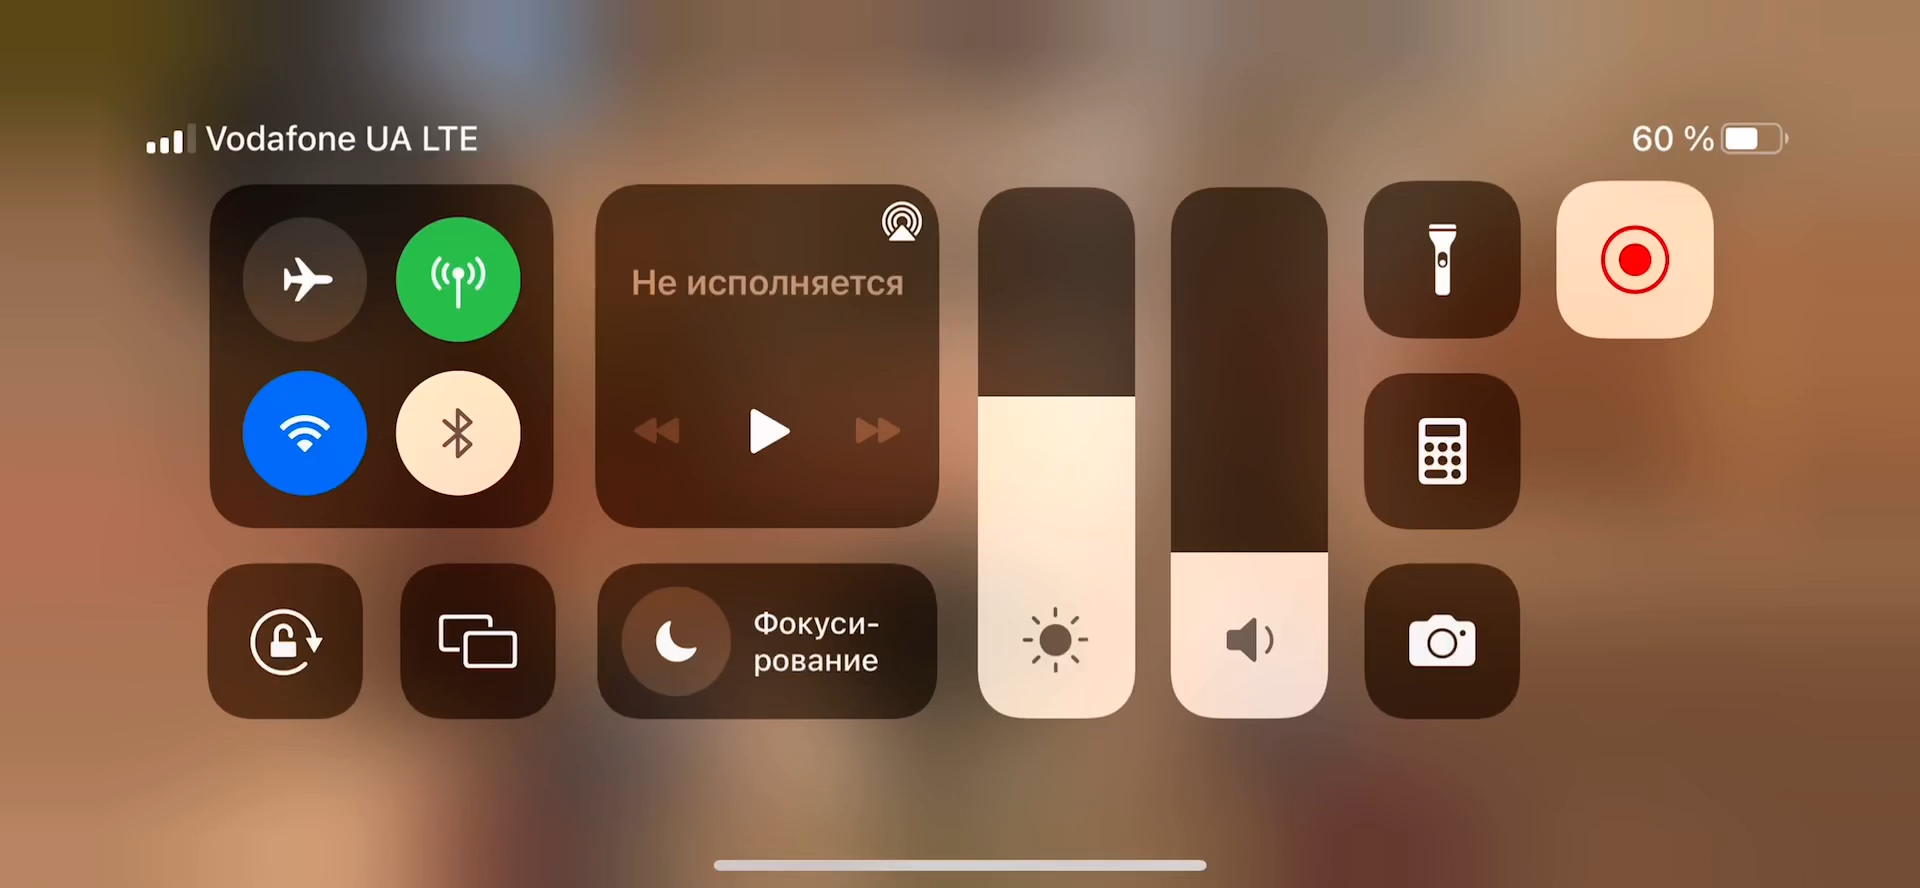 Vodafone UA LTE
60 %
Не исполняется
Фокуси-
рование